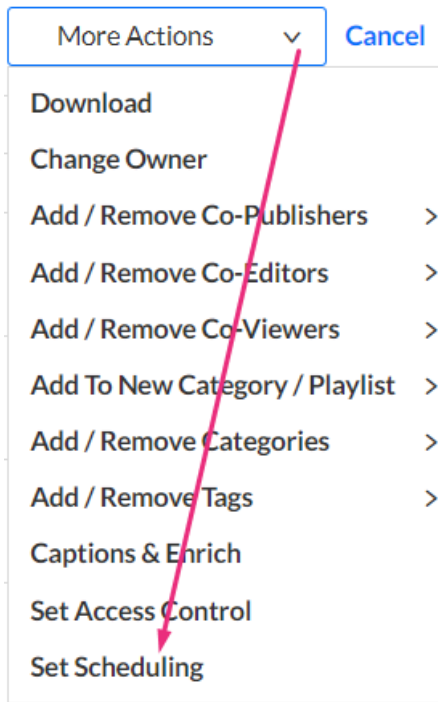 More Actions Cancel
Download
Change Owner
Add / Remove Co-Publishers
Add / Remove Co-Editors
Add / Remove Co-Viewers
Add To New Category / Playlist
Add / Remove Categories
Add / Remove Tags
Captions & Enrich
Set Access Control
Set Scheduling